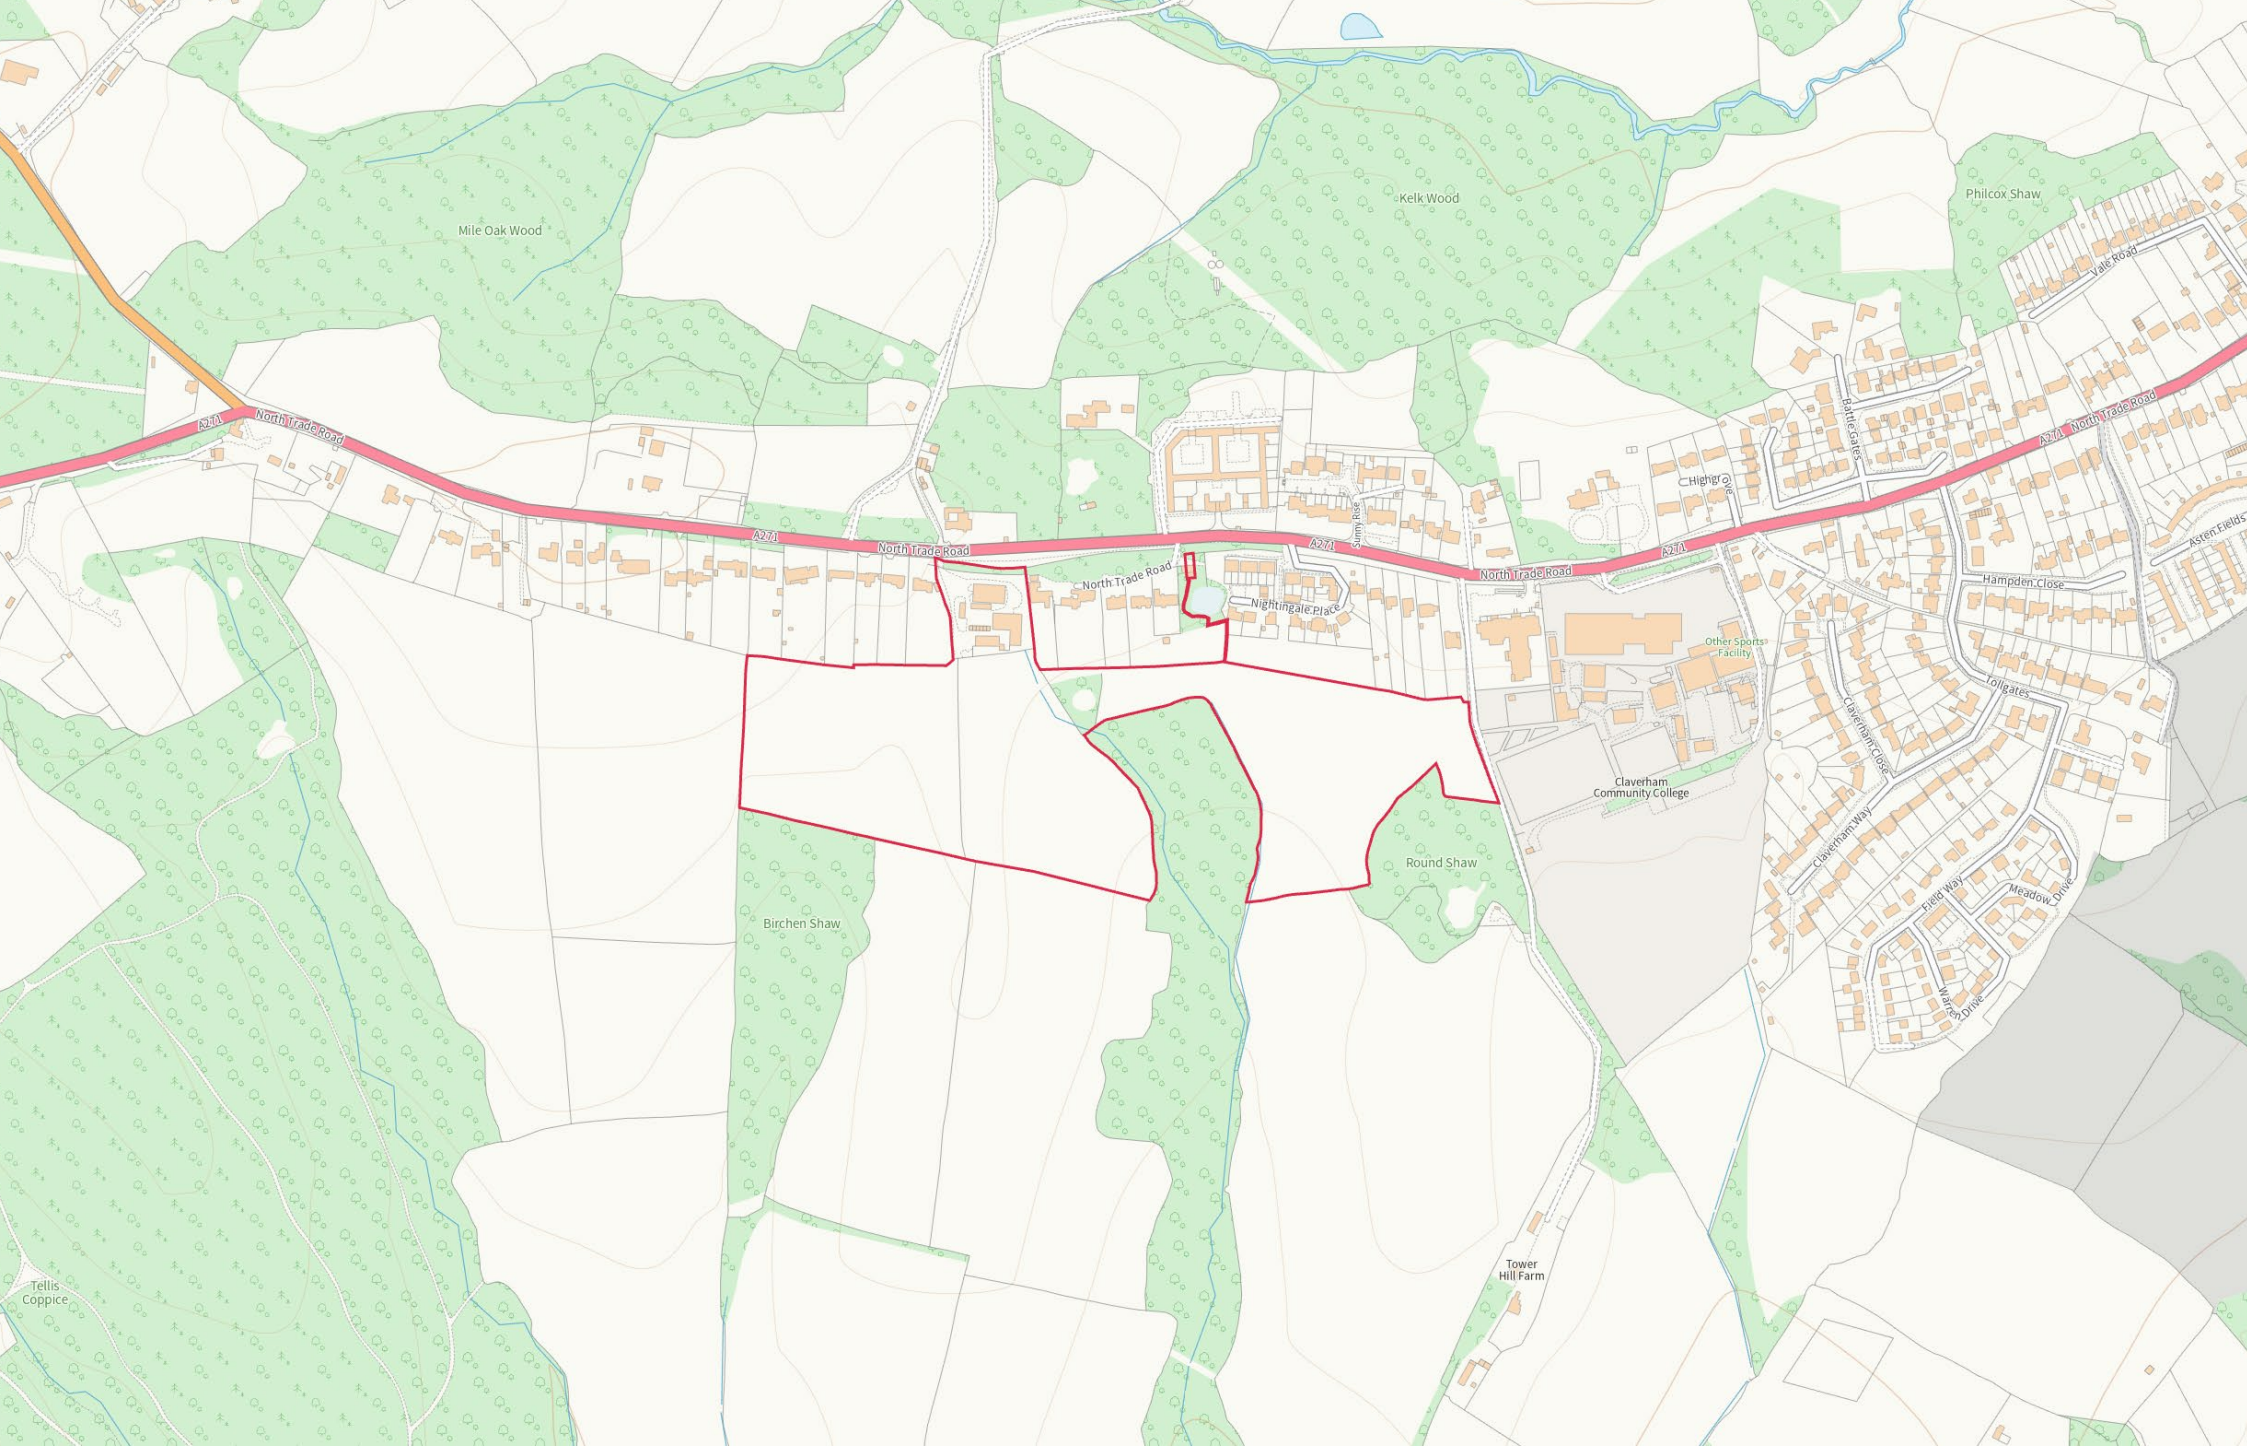 Kelk Wood
Philcox Shaw
Mile Oak Wood
Vale Road
A271
North Trade Road
Battle Gates
A271
North Trade Road
Highgrove
Sunny Rise
Asten Fields
A271
North Trade Road
A271
North Trade Road
A271
North Trade Road
Hampden Close
Nightingale Place
Other Sports
Facility
Tollgates
Claverham Close
Claverham
Community College
Claverham Way
Round Shaw
Birchen Shaw
Field Way
Meadow Drive
Warren Drive
Tower
Hill Farm
Tellis
Coppice